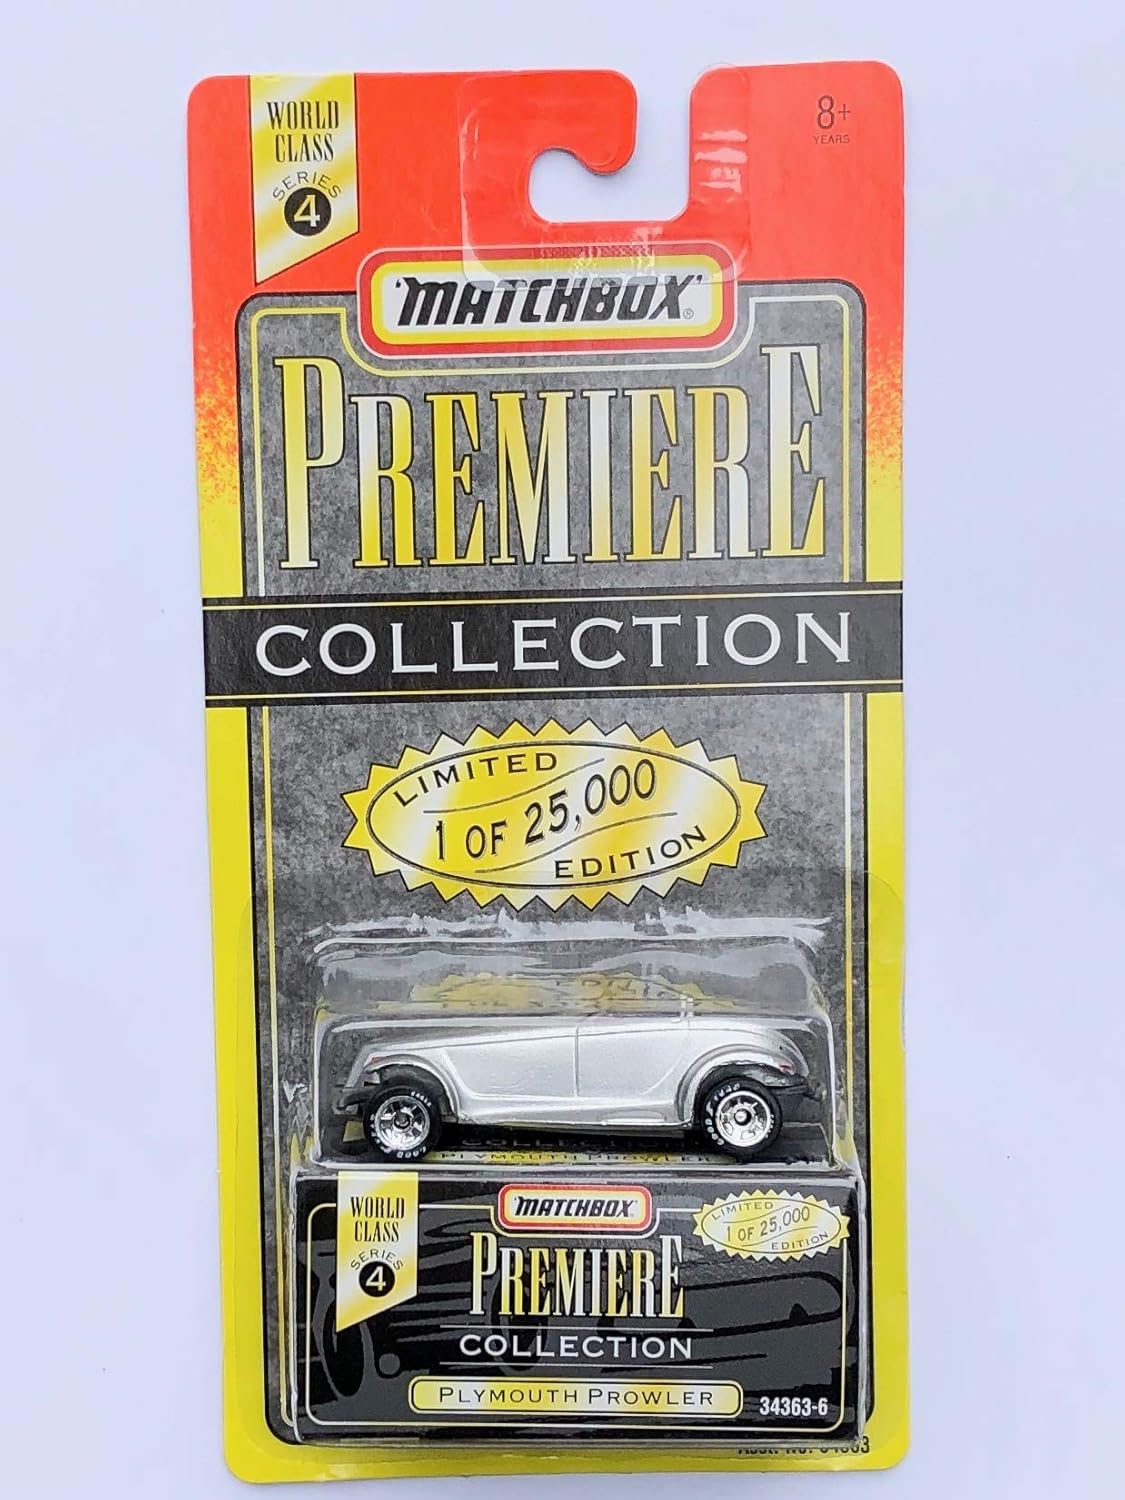 WORLD
CLASS
SERIES
4
8+
YEARS
'MATCHBOX'®
PREMIERE
COLLECTION
LIMITED
1 OF 25,000
EDITION
WORLD
CLASS
SERIES
4
'MATCHBOX'
PREMIERE
COLLECTION
PLYMOUTH PROWLER
LIMITED
1 OF 25,000
EDITION
34363-6